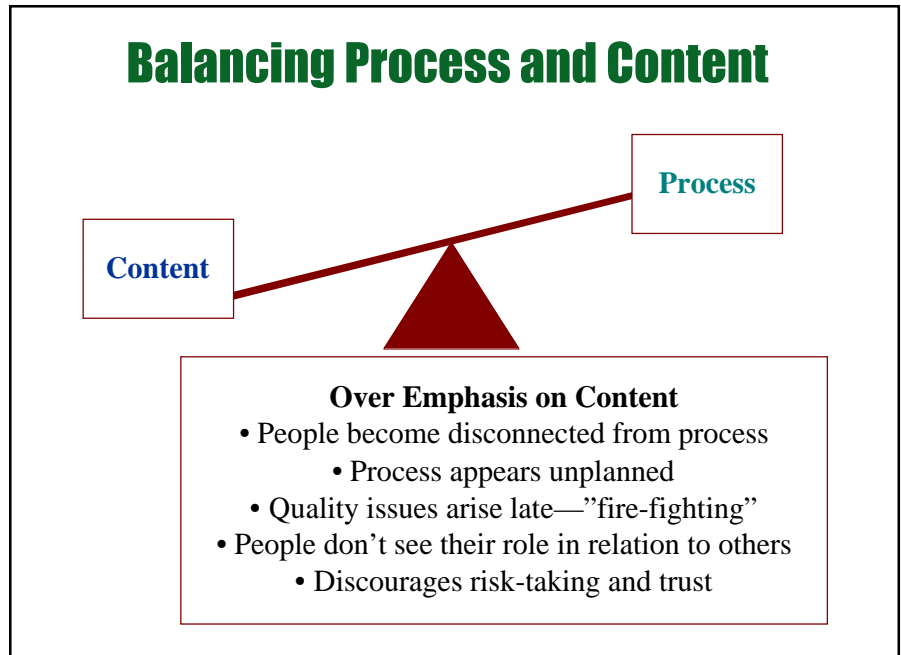 Balancing Process and Content
Process
Content
Over Emphasis on Content
• People become disconnected from process
• Process appears unplanned
• Quality issues arise late—”fire-fighting”
• People don’t see their role in relation to others
• Discourages risk-taking and trust